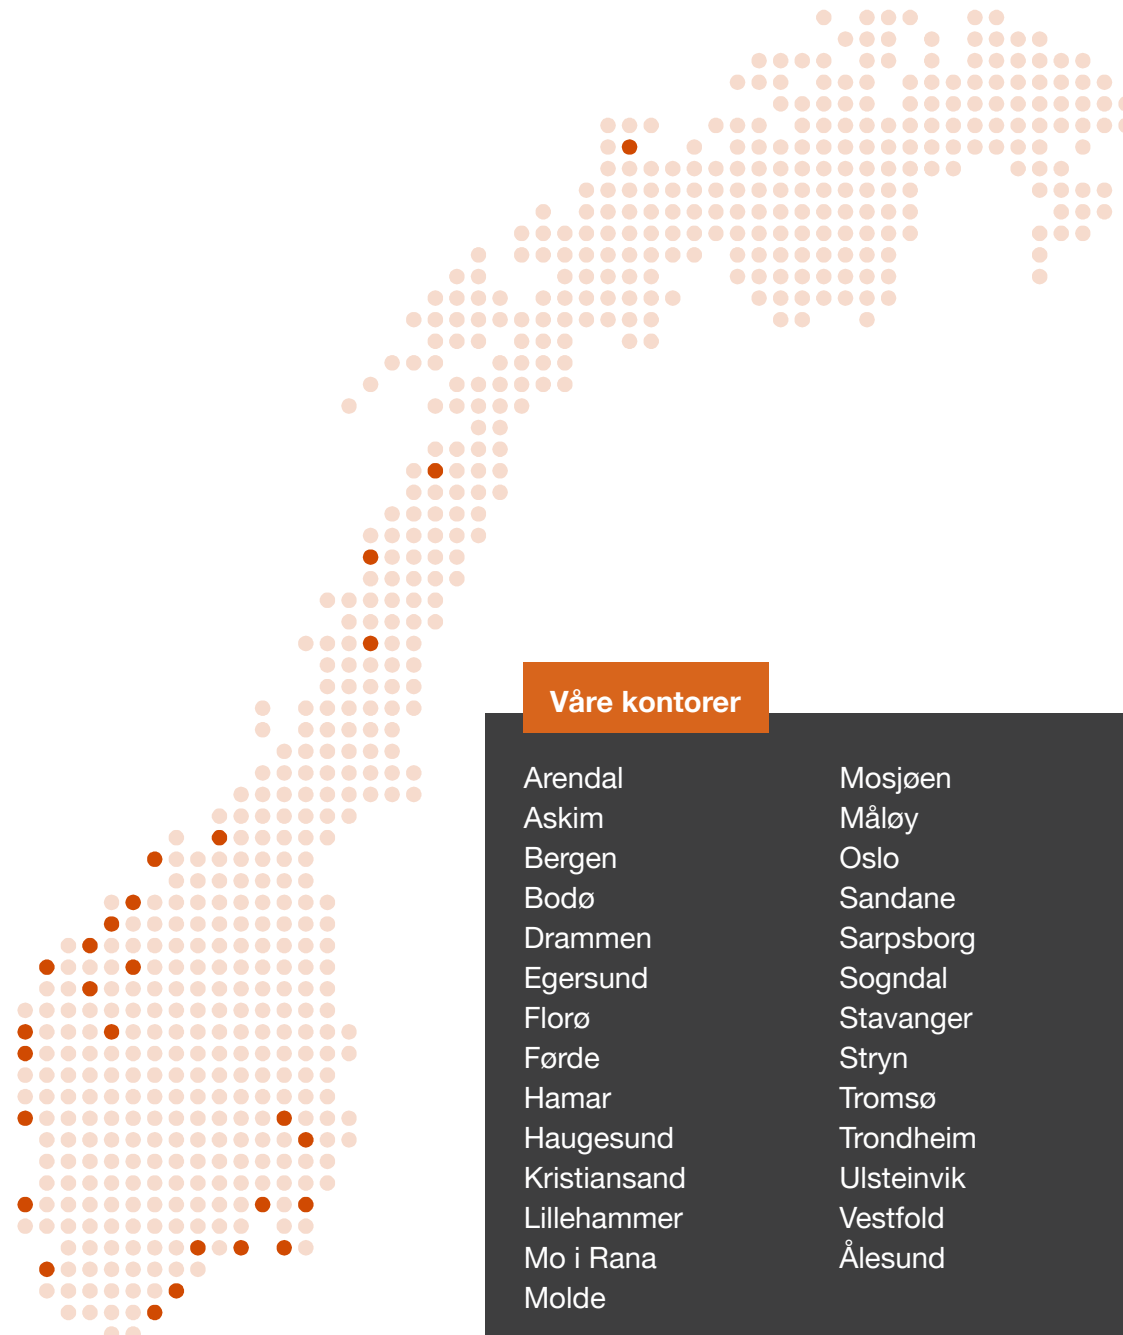 Våre kontorer
Arendal
Askim
Bergen
Bodø
Drammen
Egersund
Florø
Førde
Hamar
Haugesund
Kristiansand
Lillehammer
Mo i Rana
Molde
Mosjøen
Måløy
Oslo
Sandane
Sarpsborg
Sogndal
Stavanger
Stryn
Tromsø
Trondheim
Ulsteinvik
Vestfold
Ålesund